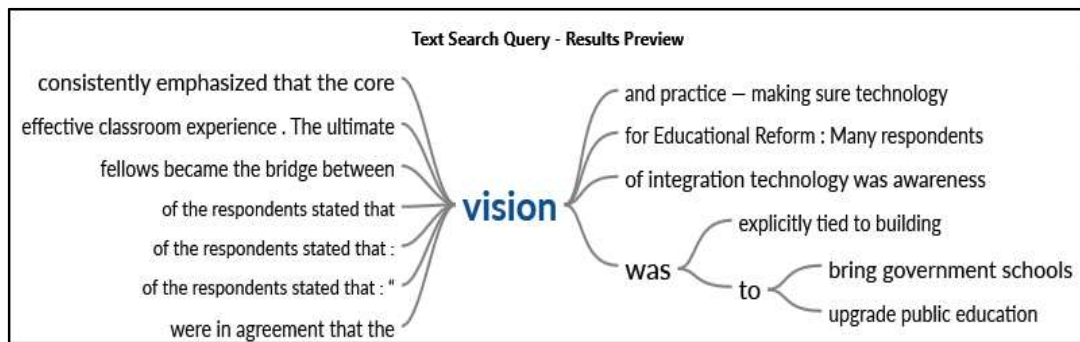 Text Search Query - Results Preview
consistently emphasized that the core
effective classroom experience . The ultimate
fellows became the bridge between
of the respondents stated that
of the respondents stated that :
of the respondents stated that : "
were in agreement that the
vision
and practice – making sure technology
for Educational Reform : Many respondents
of integration technology was awareness
was
explicitly tied to building
to
bring government schools
upgrade public education